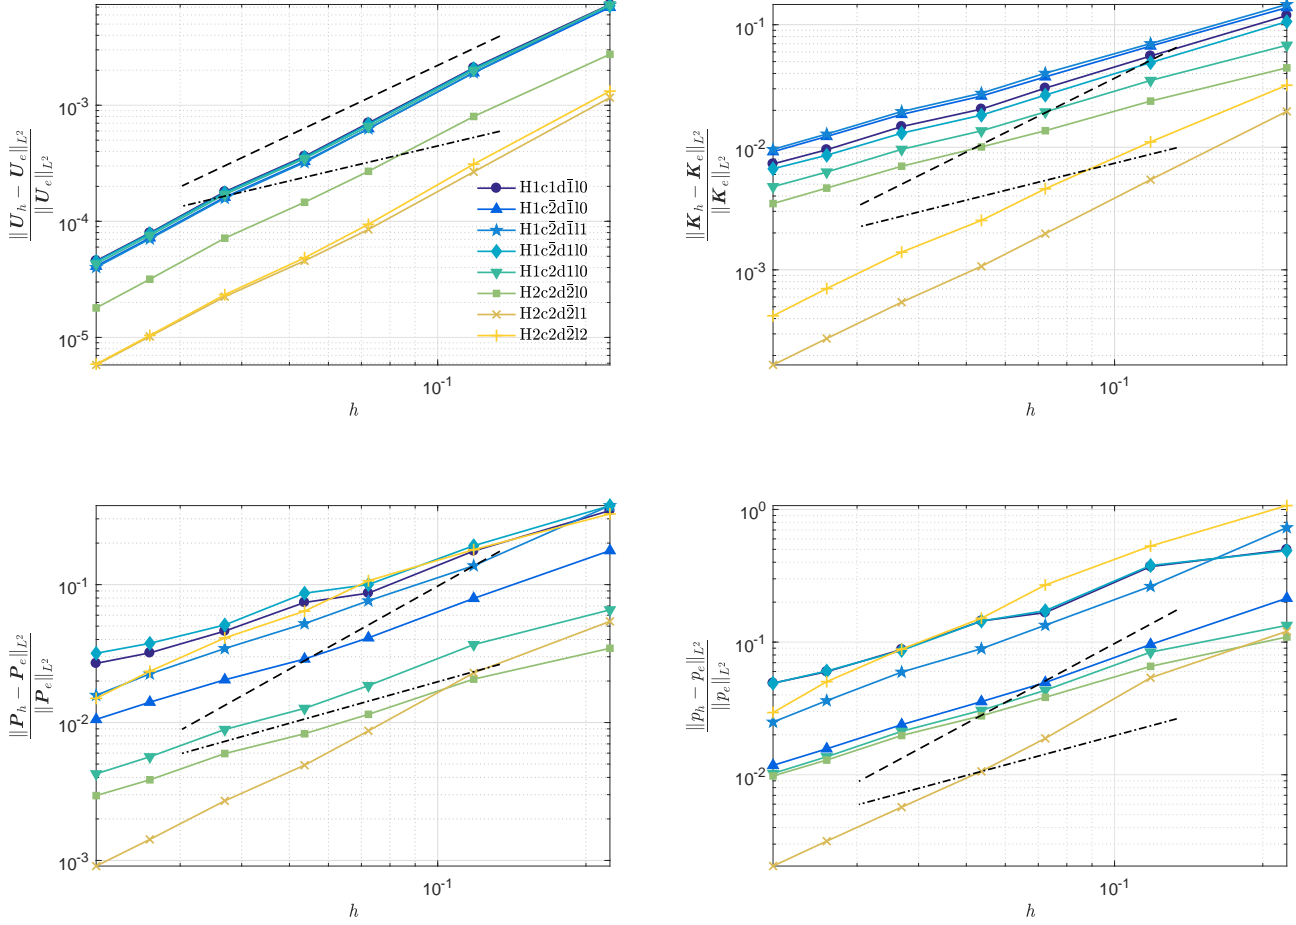 ||U_h − U_e||_{L²}
||U_e||_{L²}
10^{-3}
10^{-4}
10^{-5}
10^{-1}
h
H1c1d1̄l0
H1c2̄d1̄l0
H1c2̄d1̄l1
H1c2̄d1l0
H1c2d1l0
H2c2d2̄l0
H2c2d2̄l1
H2c2d2̄l2
||K_h − K_e||_{L²}
||K_e||_{L²}
10^{-1}
10^{-2}
10^{-3}
10^{-1}
h
||P_h − P_e||_{L²}
||P_e||_{L²}
10^{-1}
10^{-2}
10^{-3}
10^{-1}
h
||p_h − p_e||_{L²}
||p_e||_{L²}
10^{0}
10^{-1}
10^{-2}
10^{-1}
h